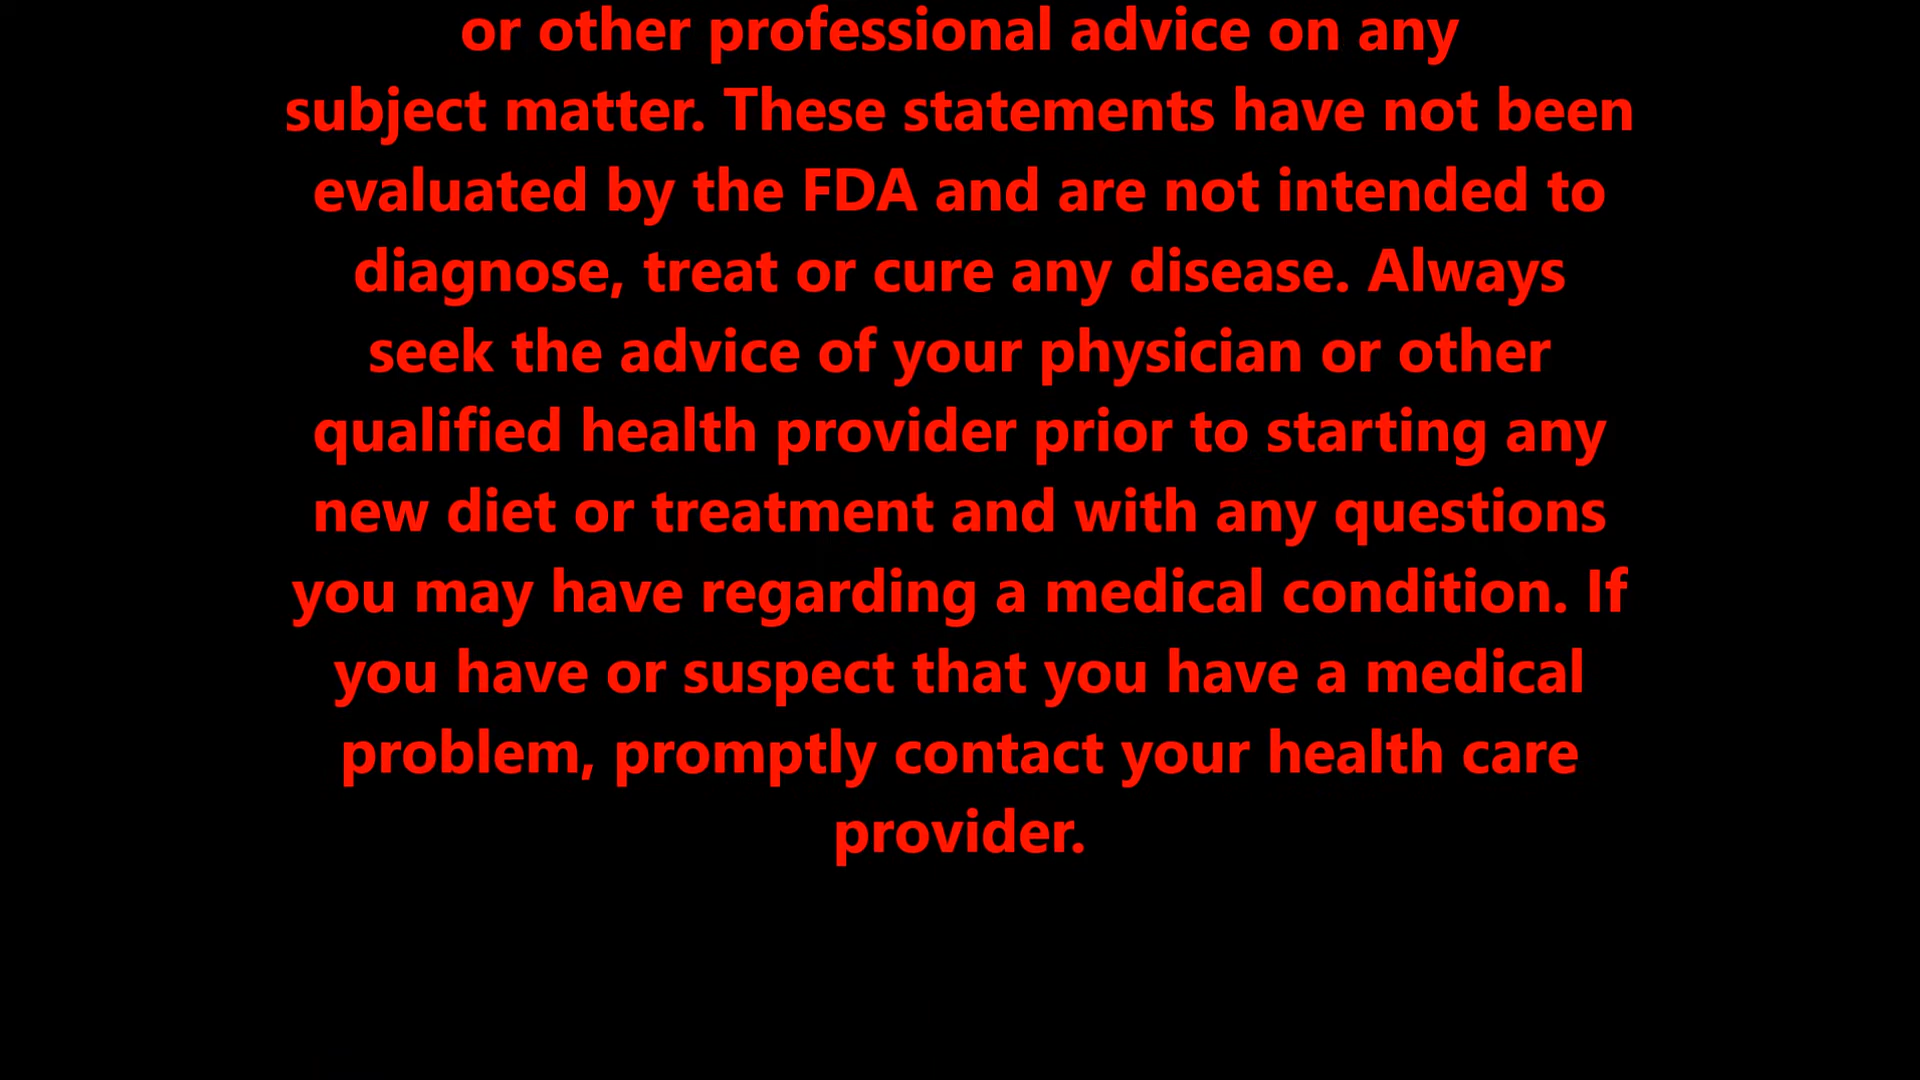 or other professional advice on any
subject matter. These statements have not been
evaluated by the FDA and are not intended to
diagnose, treat or cure any disease. Always
seek the advice of your physician or other
qualified health provider prior to starting any
new diet or treatment and with any questions
you may have regarding a medical condition. If
you have or suspect that you have a medical
problem, promptly contact your health care
provider.